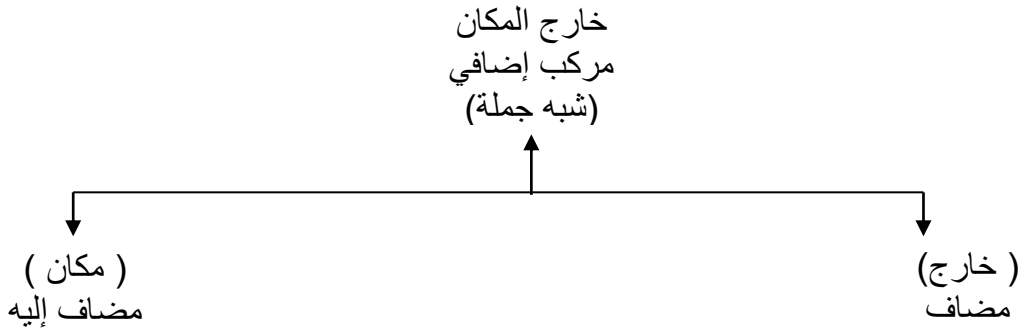 خارج المكان
مركب إضافي
(شبه جملة)
( خارج)
مضاف
( مكان )
مضاف إليه